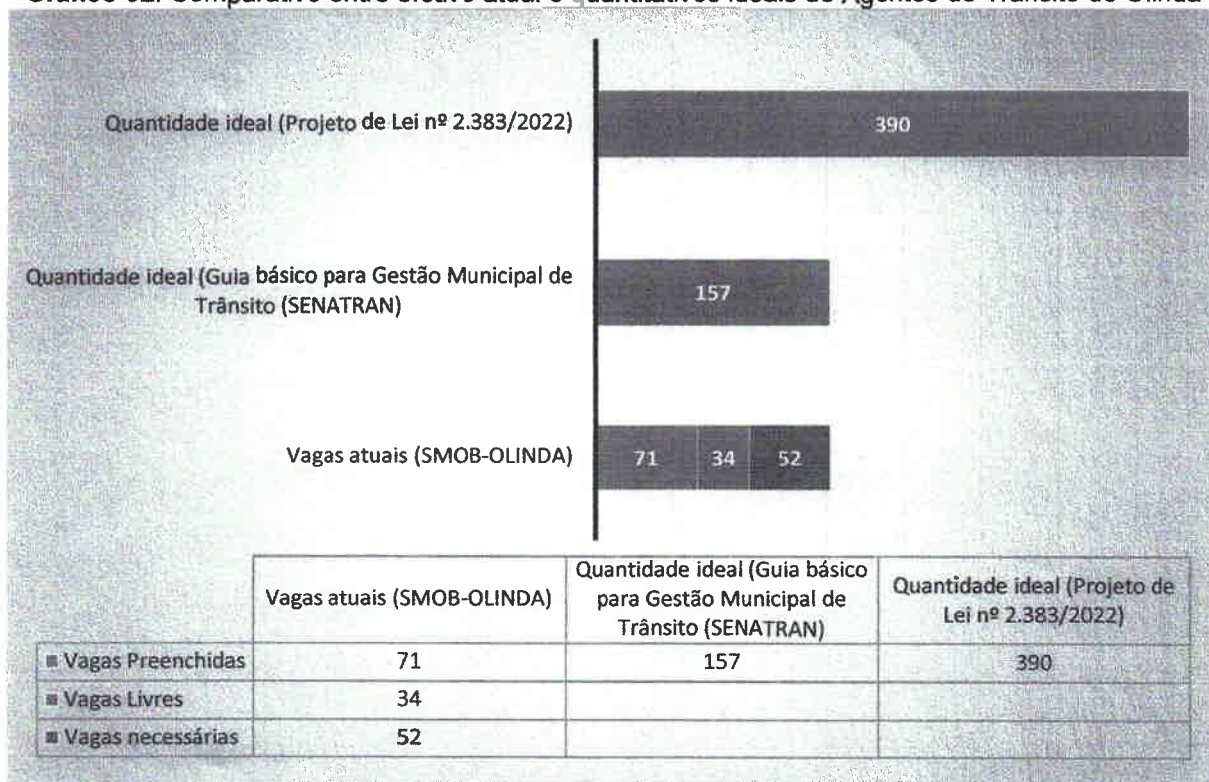 Quantidade ideal (Projeto de Lei nº 2.383/2022)
390
Quantidade ideal (Guia básico para Gestão Municipal de
Trânsito (SENATRAN)
157
Vagas atuais (SMOB-OLINDA)
71 34 52
Vagas atuais (SMOB-OLINDA)
Quantidade ideal (Guia básico
para Gestão Municipal de
Trânsito (SENATRAN)
Quantidade ideal (Projeto de
Lei nº 2.383/2022)
Vagas Preenchidas 71 157 390
Vagas Livres 34
Vagas necessárias 52